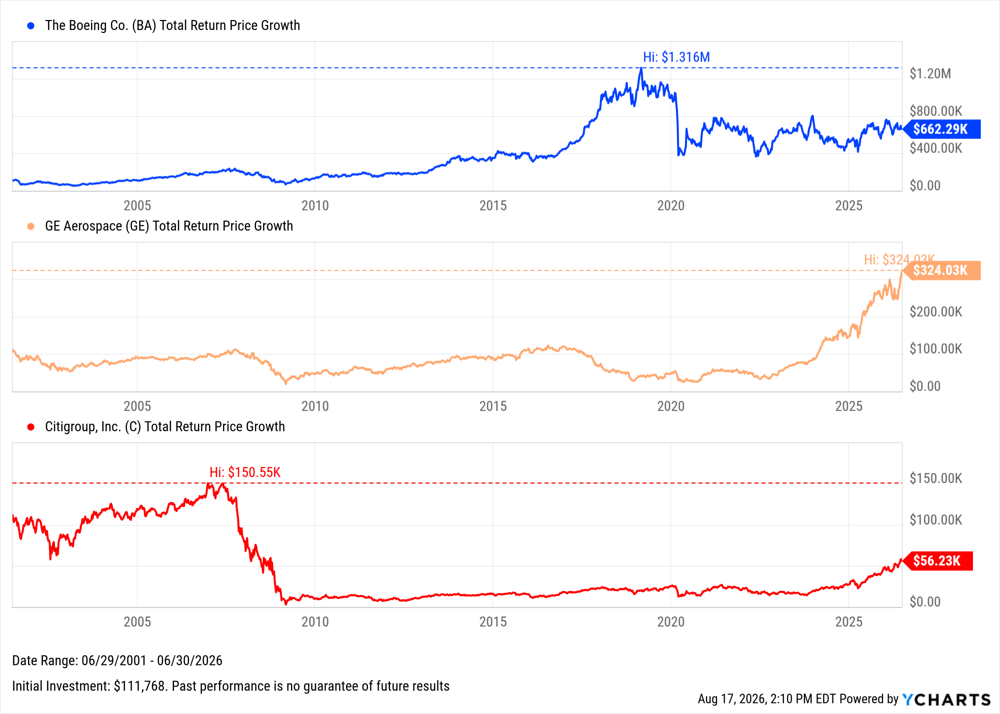 The Boeing Co. (BA) Total Return Price Growth
Hi: $1.316M
$1.20M
$800.00K
$662.29K
$400.00K
$0.00
2005 2010 2015 2020 2025
GE Aerospace (GE) Total Return Price Growth
Hi: $324.03K
$324.03K
$200.00K
$100.00K
$0.00
2005 2010 2015 2020 2025
Citigroup, Inc. (C) Total Return Price Growth
Hi: $150.55K
$150.00K
$100.00K
$56.23K
$0.00
2005 2010 2015 2020 2025
Date Range: 06/29/2001 - 06/30/2026
Initial Investment: $111,768. Past performance is no guarantee of future results
Aug 17, 2026, 2:10 PM EDT Powered by YCHARTS